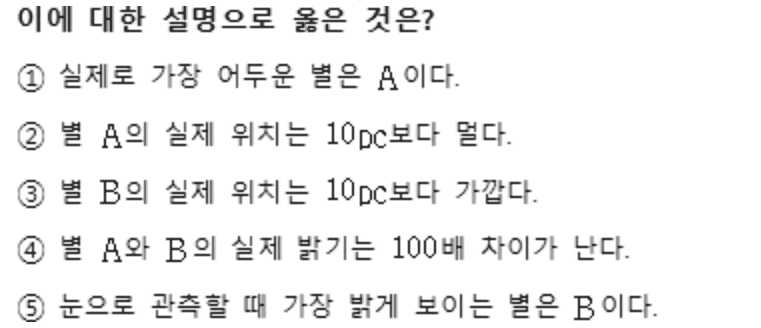 이에 대한 설명으로 옳은 것은?
① 실제로 가장 어두운 별은 A이다.
② 별 A의 실제 위치는 10pc보다 멀다.
③ 별 B의 실제 위치는 10pc보다 가깝다.
④ 별 A와 B의 실제 밝기는 100배 차이가 난다.
⑤ 눈으로 관측할 때 가장 밝게 보이는 별은 B이다.